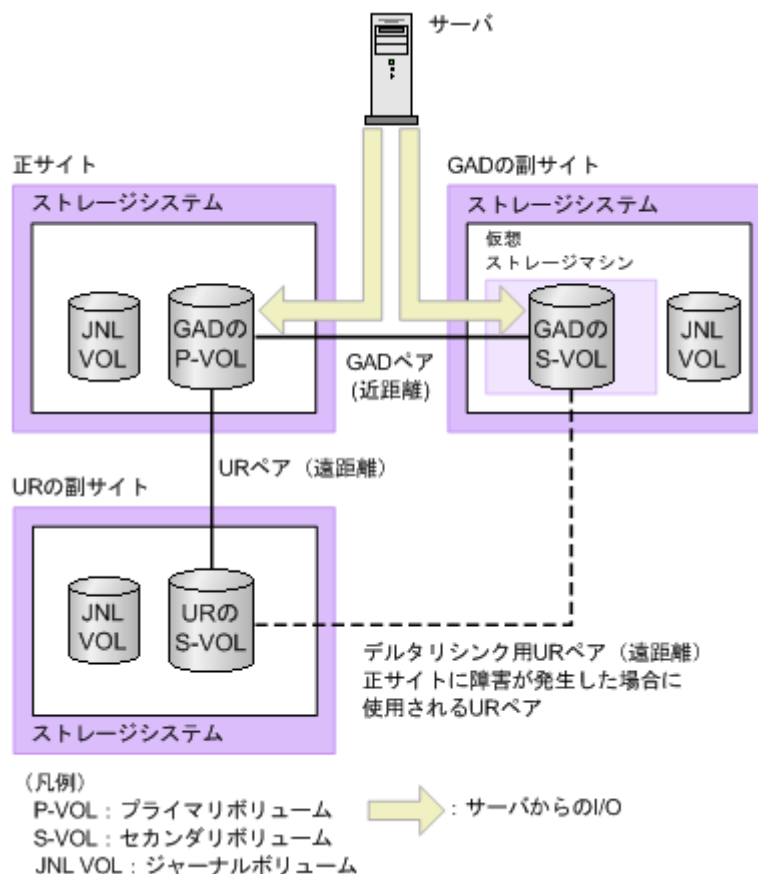 サーバ
正サイト
ストレージシステム
JNL
VOL
GADの
P-VOL
GADの副サイト
ストレージシステム
仮想
ストレージマシン
GADの
S-VOL
JNL
VOL
GADペア
(近距離)
URペア（遠距離）
URの副サイト
JNL
VOL
URの
S-VOL
ストレージシステム
デルタリシンク用URペア（遠距離）
正サイトに障害が発生した場合に
使用されるURペア
（凡例）
P-VOL：プライマリボリューム
S-VOL：セカンダリボリューム
JNL VOL：ジャーナルボリューム
：サーバからのI/O